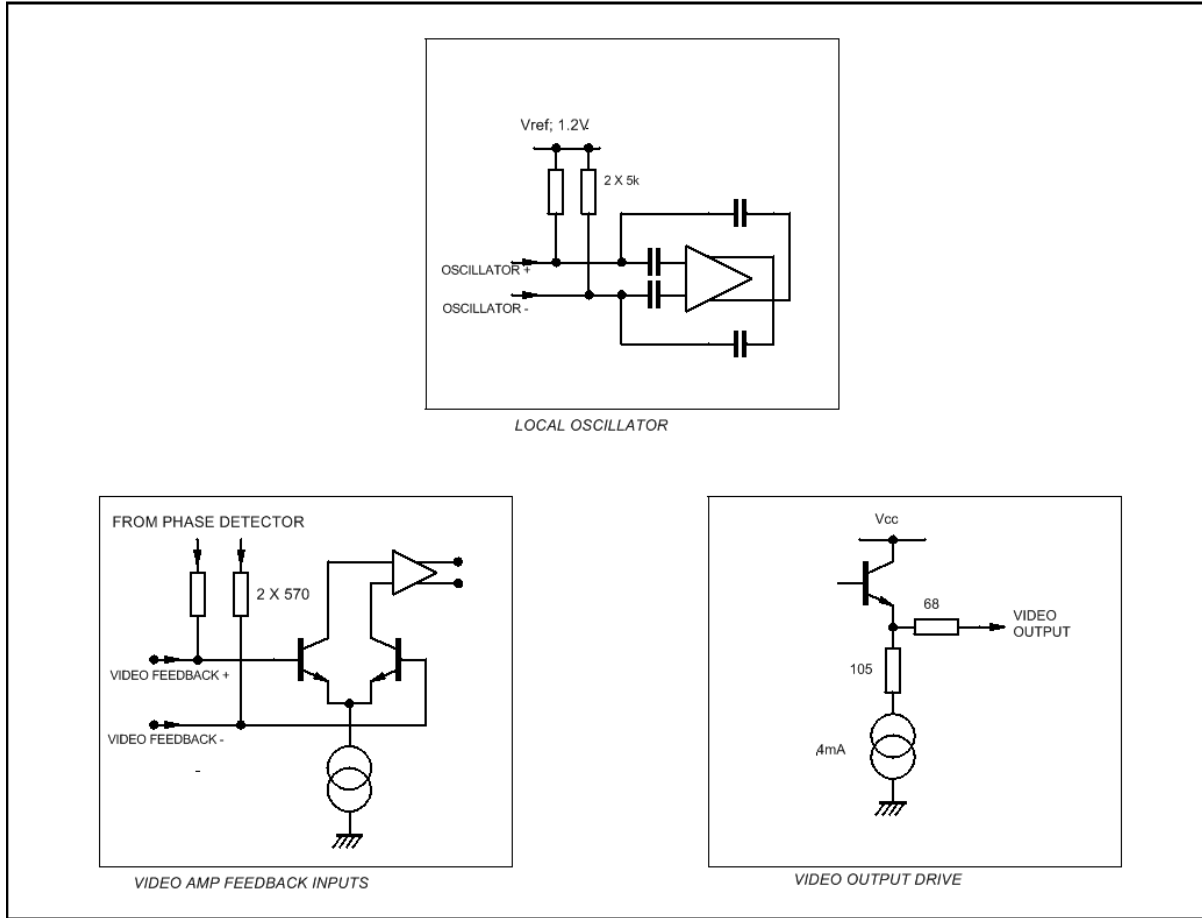 Vref; 1.2V
2 X 5k
OSCILLATOR +
OSCILLATOR -
LOCAL OSCILLATOR
FROM PHASE DETECTOR
2 X 570
VIDEO FEEDBACK +
VIDEO FEEDBACK -
-
VIDEO AMP FEEDBACK INPUTS
Vcc
68
VIDEO
OUTPUT
105
4mA
VIDEO OUTPUT DRIVE